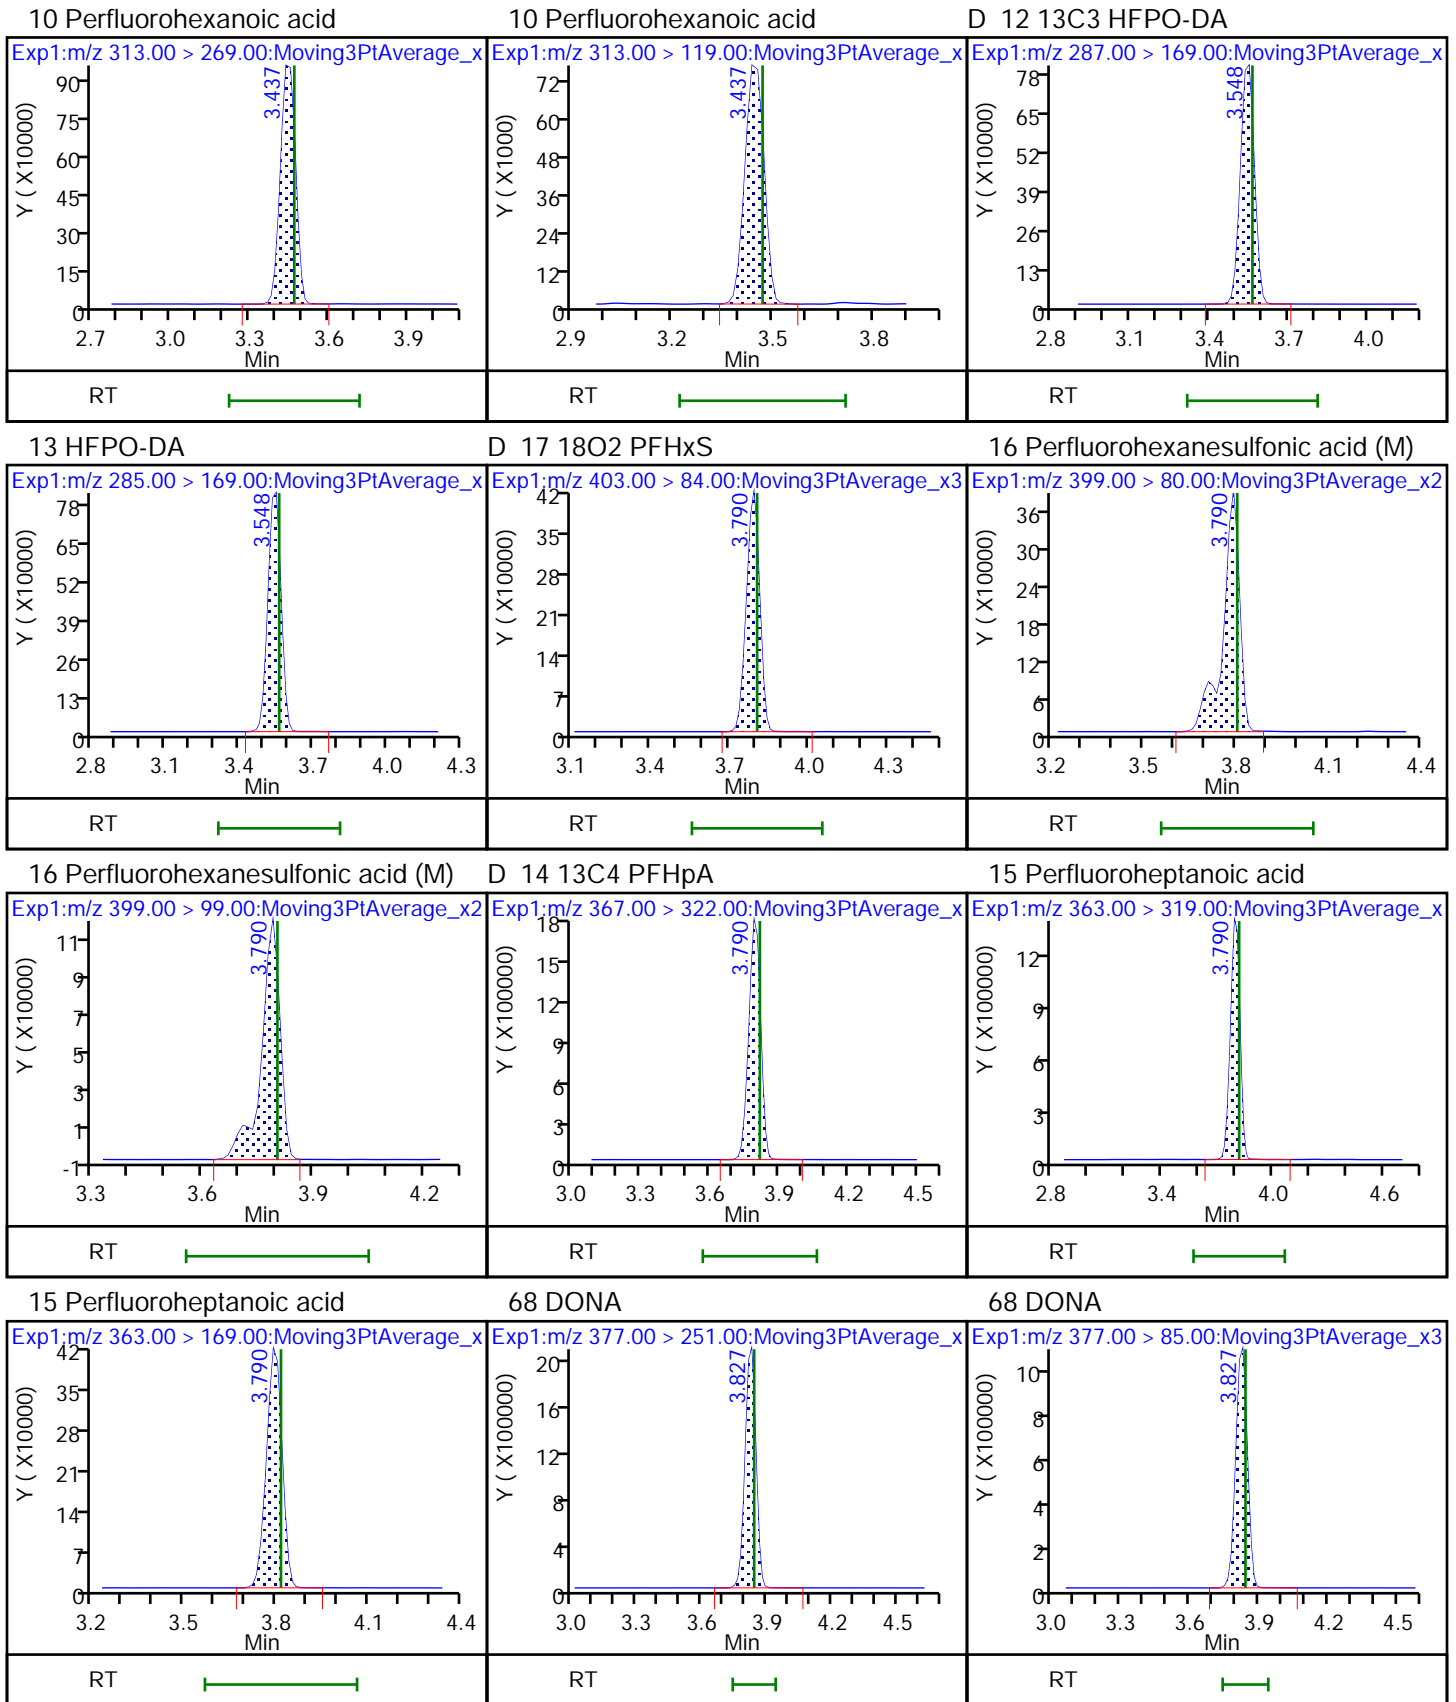 10 Perfluorohexanoic acid
Exp1:m/z 313.00 > 269.00:Moving3PtAverage_x
Y ( X10000)
90
75
60
45
30
15
0
3.437
2.7 3.0 3.3 3.6 3.9
Min
RT
10 Perfluorohexanoic acid
Exp1:m/z 313.00 > 119.00:Moving3PtAverage_x
Y ( X1000)
72
60
48
36
24
12
0
3.437
2.9 3.2 3.5 3.8
Min
RT
D 12 13C3 HFPO-DA
Exp1:m/z 287.00 > 169.00:Moving3PtAverage_x
Y ( X10000)
78
65
52
39
26
13
0
3.548
2.8 3.1 3.4 3.7 4.0
Min
RT
13 HFPO-DA
Exp1:m/z 285.00 > 169.00:Moving3PtAverage_x
Y ( X10000)
78
65
52
39
26
13
0
3.548
2.8 3.1 3.4 3.7 4.0 4.3
Min
RT
D 17 18O2 PFHxS
Exp1:m/z 403.00 > 84.00:Moving3PtAverage_x3
Y ( X10000)
42
35
28
21
14
7
0
3.790
3.1 3.4 3.7 4.0 4.3
Min
RT
16 Perfluorohexanesulfonic acid (M)
Exp1:m/z 399.00 > 80.00:Moving3PtAverage_x2
Y ( X10000)
36
30
24
18
12
6
0
3.790
3.2 3.5 3.8 4.1 4.4
Min
RT
16 Perfluorohexanesulfonic acid (M)
Exp1:m/z 399.00 > 99.00:Moving3PtAverage_x2
Y ( X10000)
11
9
7
5
3
1
-1
3.790
3.3 3.6 3.9 4.2
Min
RT
D 14 13C4 PFHpA
Exp1:m/z 367.00 > 322.00:Moving3PtAverage_x
Y ( X100000)
18
15
12
9
6
3
0
3.790
3.0 3.3 3.6 3.9 4.2 4.5
Min
RT
15 Perfluoroheptanoic acid
Exp1:m/z 363.00 > 319.00:Moving3PtAverage_x
Y ( X100000)
12
9
6
3
0
3.790
2.8 3.4 4.0 4.6
Min
RT
15 Perfluoroheptanoic acid
Exp1:m/z 363.00 > 169.00:Moving3PtAverage_x
Y ( X10000)
42
35
28
21
14
7
0
3.790
3.2 3.5 3.8 4.1 4.4
Min
RT
68 DONA
Exp1:m/z 377.00 > 251.00:Moving3PtAverage_x
Y ( X100000)
20
16
12
8
4
0
3.827
3.0 3.3 3.6 3.9 4.2 4.5
Min
RT
68 DONA
Exp1:m/z 377.00 > 85.00:Moving3PtAverage_x3
Y ( X100000)
10
8
6
4
2
0
3.827
3.0 3.3 3.6 3.9 4.2 4.5
Min
RT